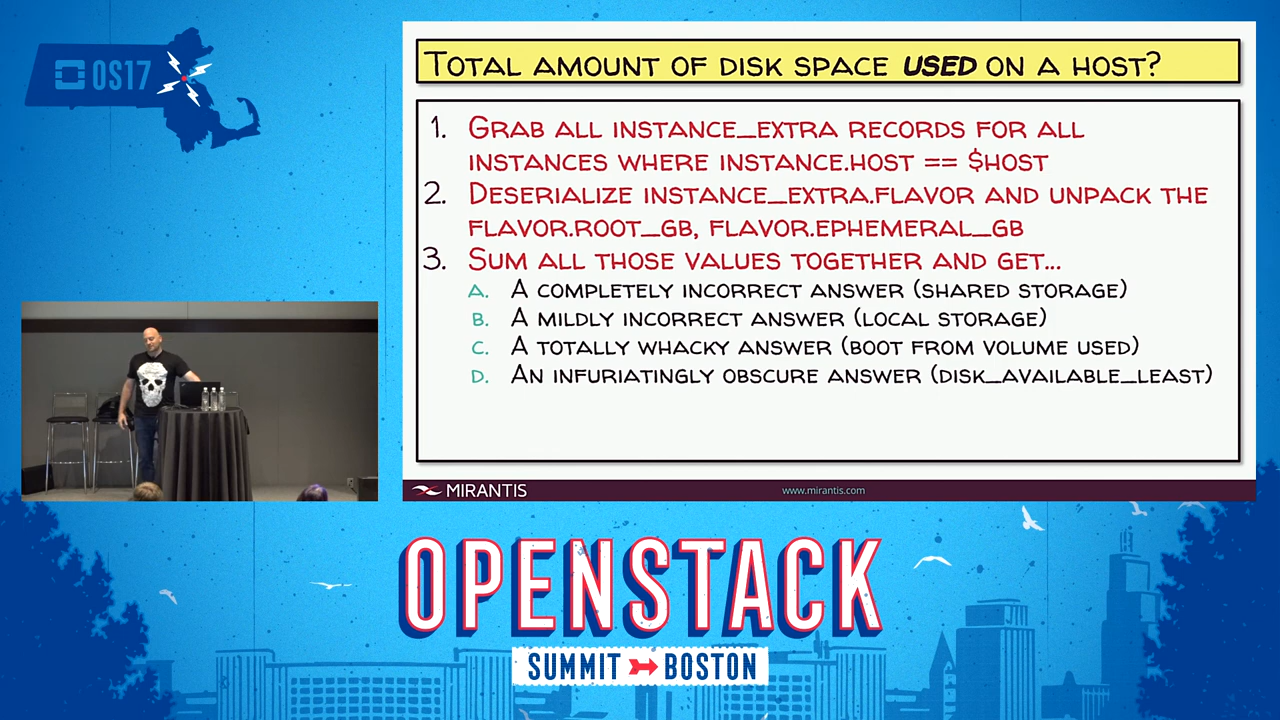 OS17
TOTAL AMOUNT OF DISK SPACE USED ON A HOST?
1. GRAB ALL INSTANCE_EXTRA RECORDS FOR ALL
INSTANCES WHERE INSTANCE.HOST == $HOST
2. DESERIALIZE INSTANCE_EXTRA.FLAVOR AND UNPACK THE
FLAVOR.ROOT_GB, FLAVOR.EPHEMERAL_GB
3. SUM ALL THOSE VALUES TOGETHER AND GET...
A. A COMPLETELY INCORRECT ANSWER (SHARED STORAGE)
B. A MILDLY INCORRECT ANSWER (LOCAL STORAGE)
C. A TOTALLY WHACKY ANSWER (BOOT FROM VOLUME USED)
D. AN INFURIATINGLY OBSCURE ANSWER (DISK_AVAILABLE_LEAST)
MIRANTIS
www.mirantis.com
OPENSTACK
SUMMIT BOSTON